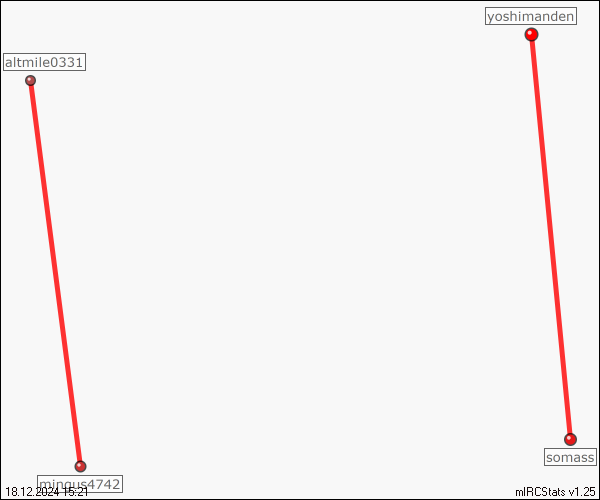 yoshimanden
altmile0331
somass
mingus4742
18.12.2024 15:21
mIRCStats v1.25